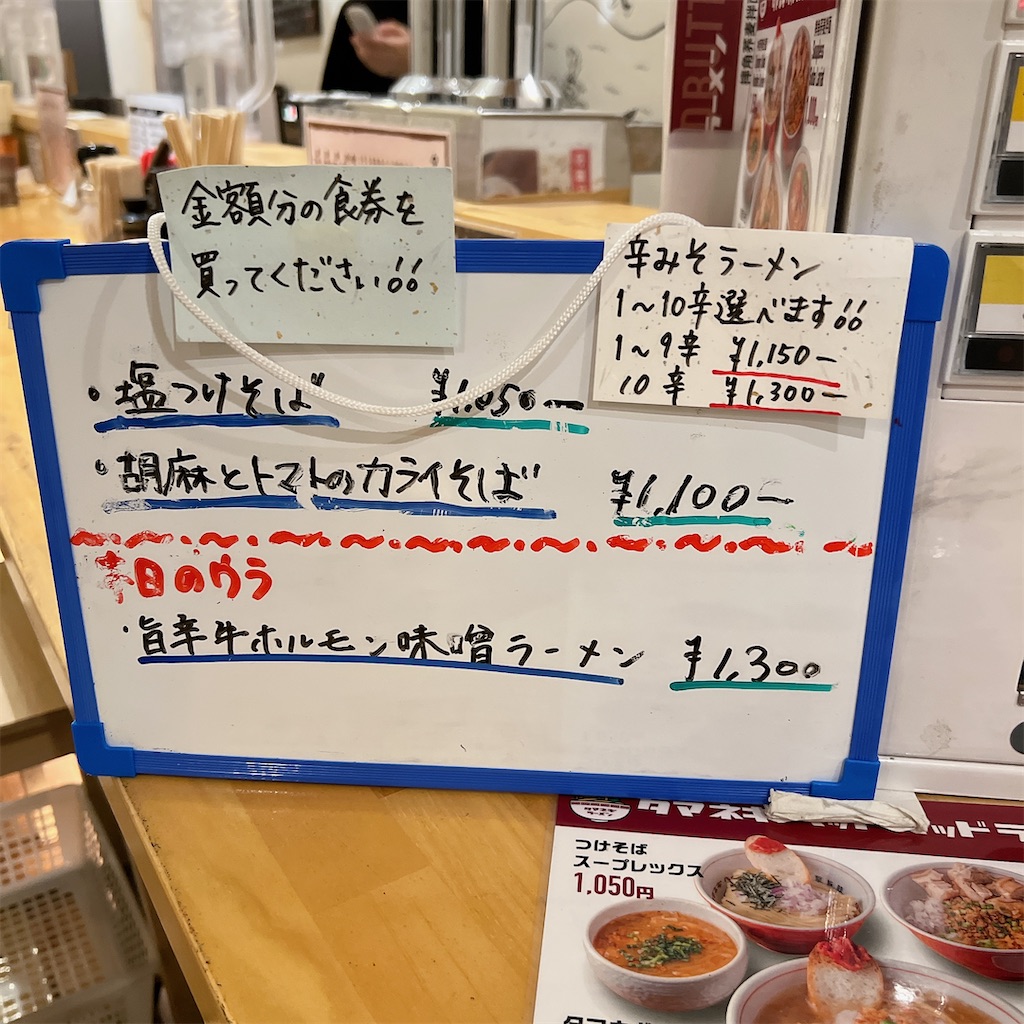 金額分の食券を
買ってください!!
辛みそラーメン
1~10辛選べます!!
1~9辛 ¥1,150-
10辛 ¥1,300-
・塩つけそば ¥1,050-
・胡麻とトマトのカライそば ¥1,100-
本日のウラ
・旨辛牛ホルモン味噌ラーメン ¥1,300
つけそば
スープレックス
1,050円